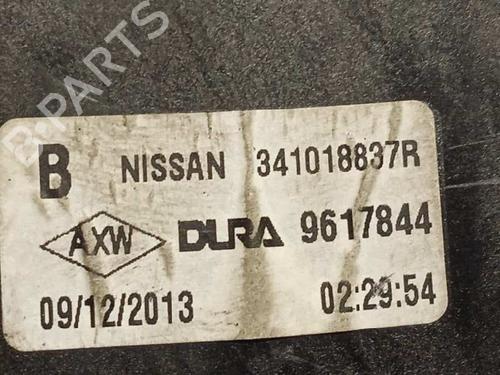 B-PARTS
B NISSAN 341018837R
AXW DURA 9617844
09/12/2013 02:29:54